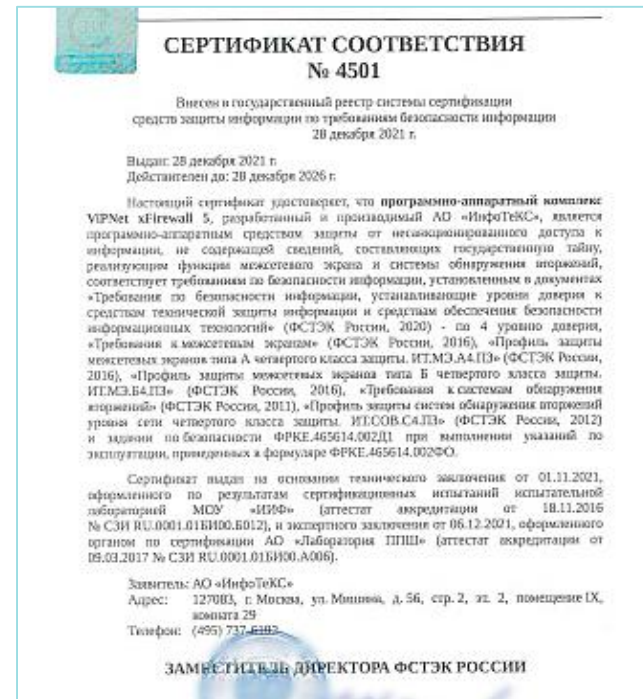 СЕРТИФИКАТ СООТВЕТСТВИЯ
№ 4501
Внесен в государственный реестр системы сертификации
средств защиты информации по требованиям безопасности информации
28 декабря 2021 г.
Выдан: 28 декабря 2021 г.
Действителен до: 28 декабря 2026 г.
Настоящий сертификат удостоверяет, что программно-аппаратный комплекс
ViPNet xFirewall 5, разработанный и производимый АО «ИнфоТеКС», является
программно-аппаратным средством защиты от несанкционированного доступа к
информации, не содержащей сведений, составляющих государственную тайну,
реализующим функции межсетевого экрана и системы обнаружения вторжений,
соответствует требованиям по безопасности информации, установленным в документах
«Требования по безопасности информации, устанавливающие уровни доверия к
средствам технической защиты информации и средствам обеспечения безопасности
информационных технологий» (ФСТЭК России, 2020) - по 4 уровню доверия,
«Требования к межсетевым экранам» (ФСТЭК России, 2016), «Профиль защиты
межсетевых экранов типа А четвертого класса защиты. ИТ.МЭ.А4.ПЗ» (ФСТЭК России,
2016), «Профиль защиты межсетевых экранов типа Б четвертого класса защиты.
ИТ.МЭ.Б4.ПЗ» (ФСТЭК России, 2016), «Требования к системам обнаружения
вторжений» (ФСТЭК России, 2011), «Профиль защиты систем обнаружения вторжений
уровня сети четвертого класса защиты. ИТ.СОВ.С4.ПЗ» (ФСТЭК России, 2012)
и задании по безопасности ФРКЕ.465614.002Д1 при выполнении указаний по
эксплуатации, приведенных в формуляре ФРКЕ.465614.002ФО.
Сертификат выдан на основании технического заключения от 01.11.2021,
оформленного по результатам сертификационных испытаний испытательной
лабораторией МОУ «ИИФ» (аттестат аккредитации от 18.11.2016
№ СЗИ RU.0001.01БИ00.Б012), и экспертного заключения от 06.12.2021, оформленного
органом по сертификации АО «Лаборатория ППШ» (аттестат аккредитации от
09.03.2017 № СЗИ RU.0001.01БИ00.А006).
Заявитель: АО «ИнфоТеКС»
Адрес: 127083, г. Москва, ул. Мишина, д. 56, стр. 2, эт. 2, помещение IX,
комната 29
Телефон: (495) 737-6192
ЗАМЕСТИТЕЛЬ ДИРЕКТОРА ФСТЭК РОССИИ